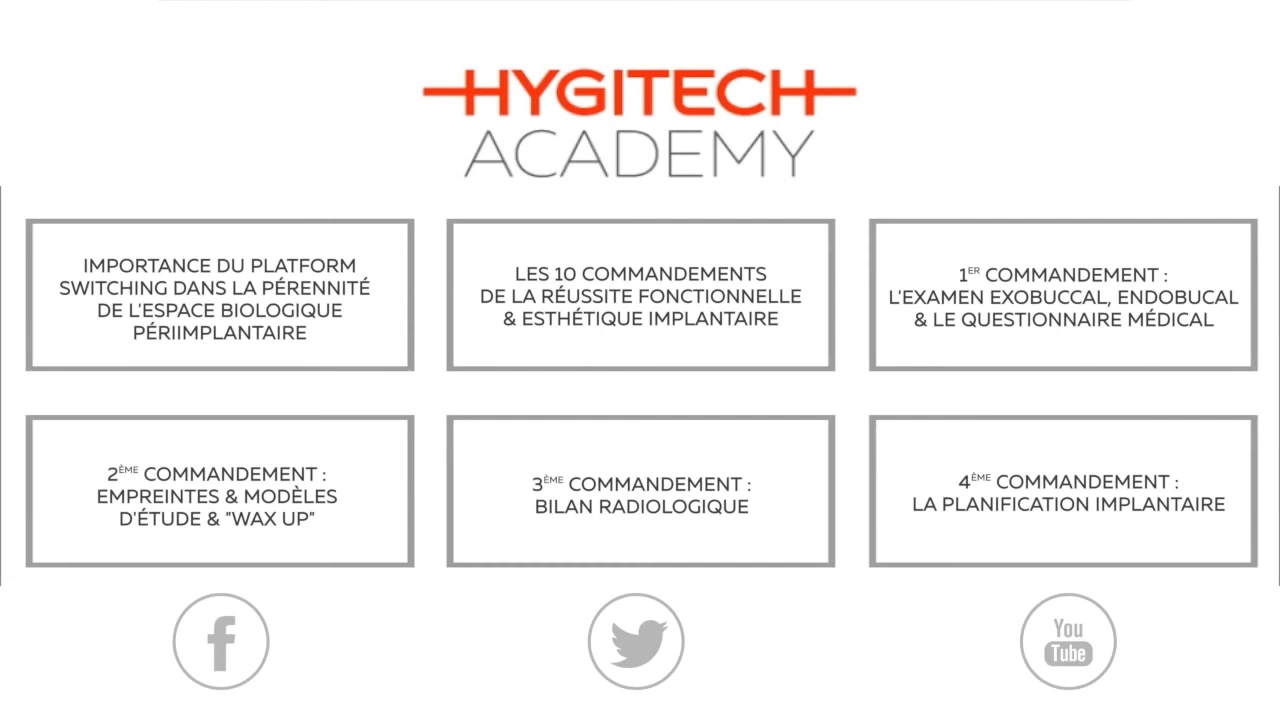 HYGITECH
ACADEMY
IMPORTANCE DU PLATFORM
SWITCHING DANS LA PÉRENNITÉ
DE L'ESPACE BIOLOGIQUE
PÉRIIMPLANTAIRE
LES 10 COMMANDEMENTS
DE LA RÉUSSITE FONCTIONNELLE
& ESTHÉTIQUE IMPLANTAIRE
1ER COMMANDEMENT :
L'EXAMEN EXOBUCCAL, ENDOBUCAL
& LE QUESTIONNAIRE MÉDICAL
2ÈME COMMANDEMENT :
EMPREINTES & MODÈLES
D'ÉTUDE & "WAX UP"
3ÈME COMMANDEMENT :
BILAN RADIOLOGIQUE
4ÈME COMMANDEMENT :
LA PLANIFICATION IMPLANTAIRE
f
You
Tube